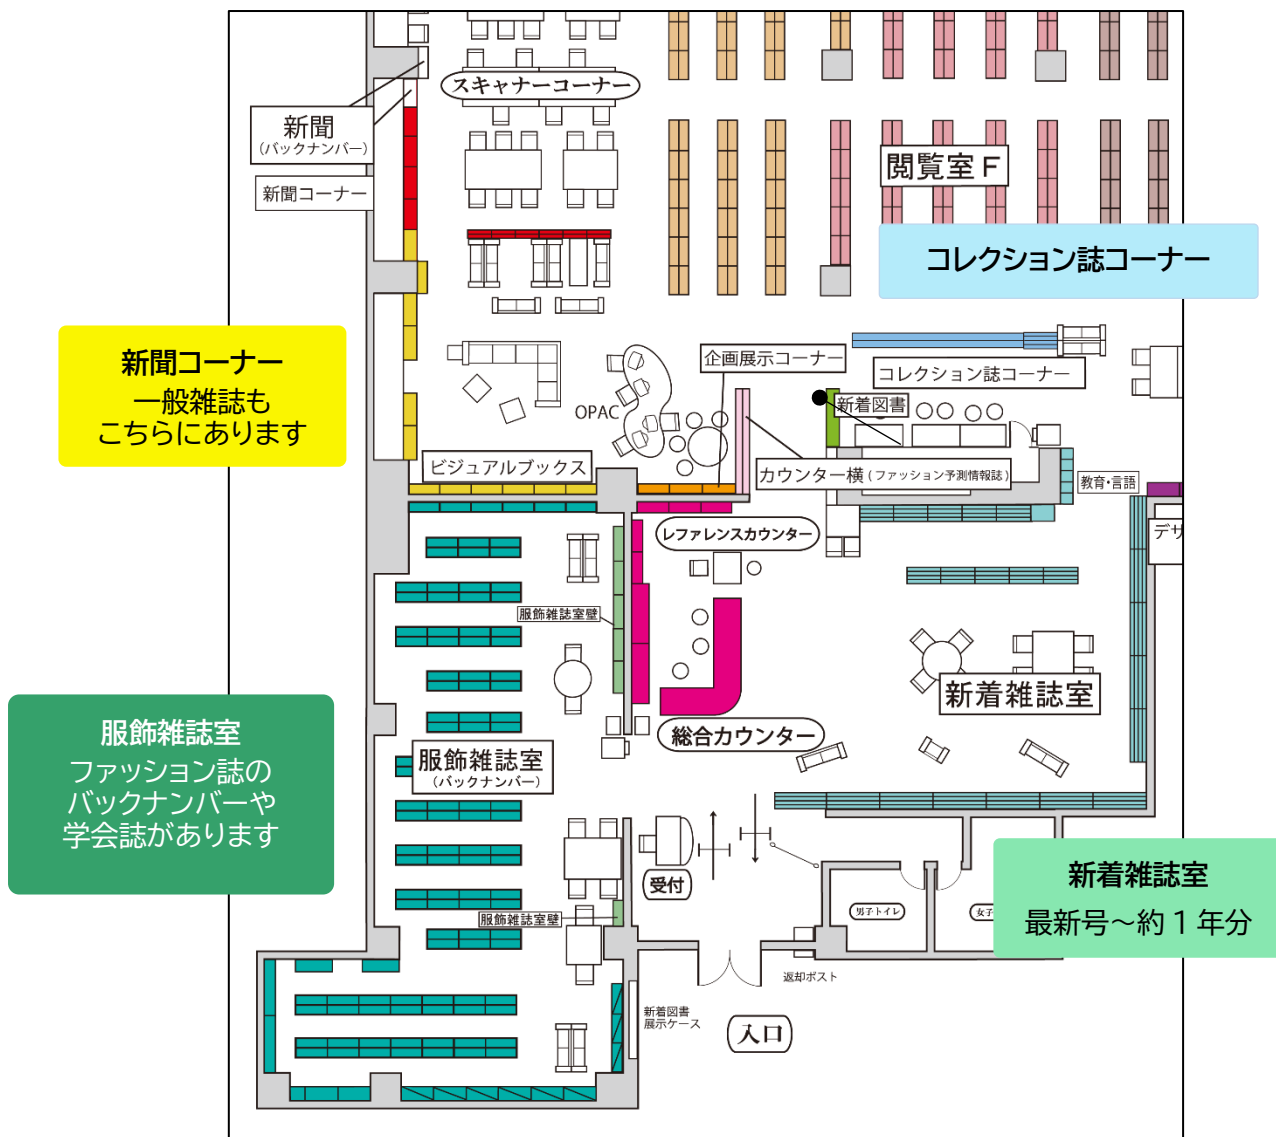 スキャナーコーナー
新聞
(バックナンバー)
新聞コーナー
閲覧室F
コレクション誌コーナー
新聞コーナー
一般雑誌も
こちらにあります
企画展示コーナー
コレクション誌コーナー
新着図書
OPAC
ビジュアルブックス
カウンター横(ファッション予測情報誌)
教育・言語
レファレンスカウンター
デサ
服飾雑誌室壁
新着雑誌室
服飾雑誌室
ファッション誌の
バックナンバーや
学会誌があります
総合カウンター
服飾雑誌室
(バックナンバー)
受付
新着雑誌室
最新号～約1年分
男子トイレ
女子
服飾雑誌室壁
返却ポスト
新着図書
展示ケース
入口